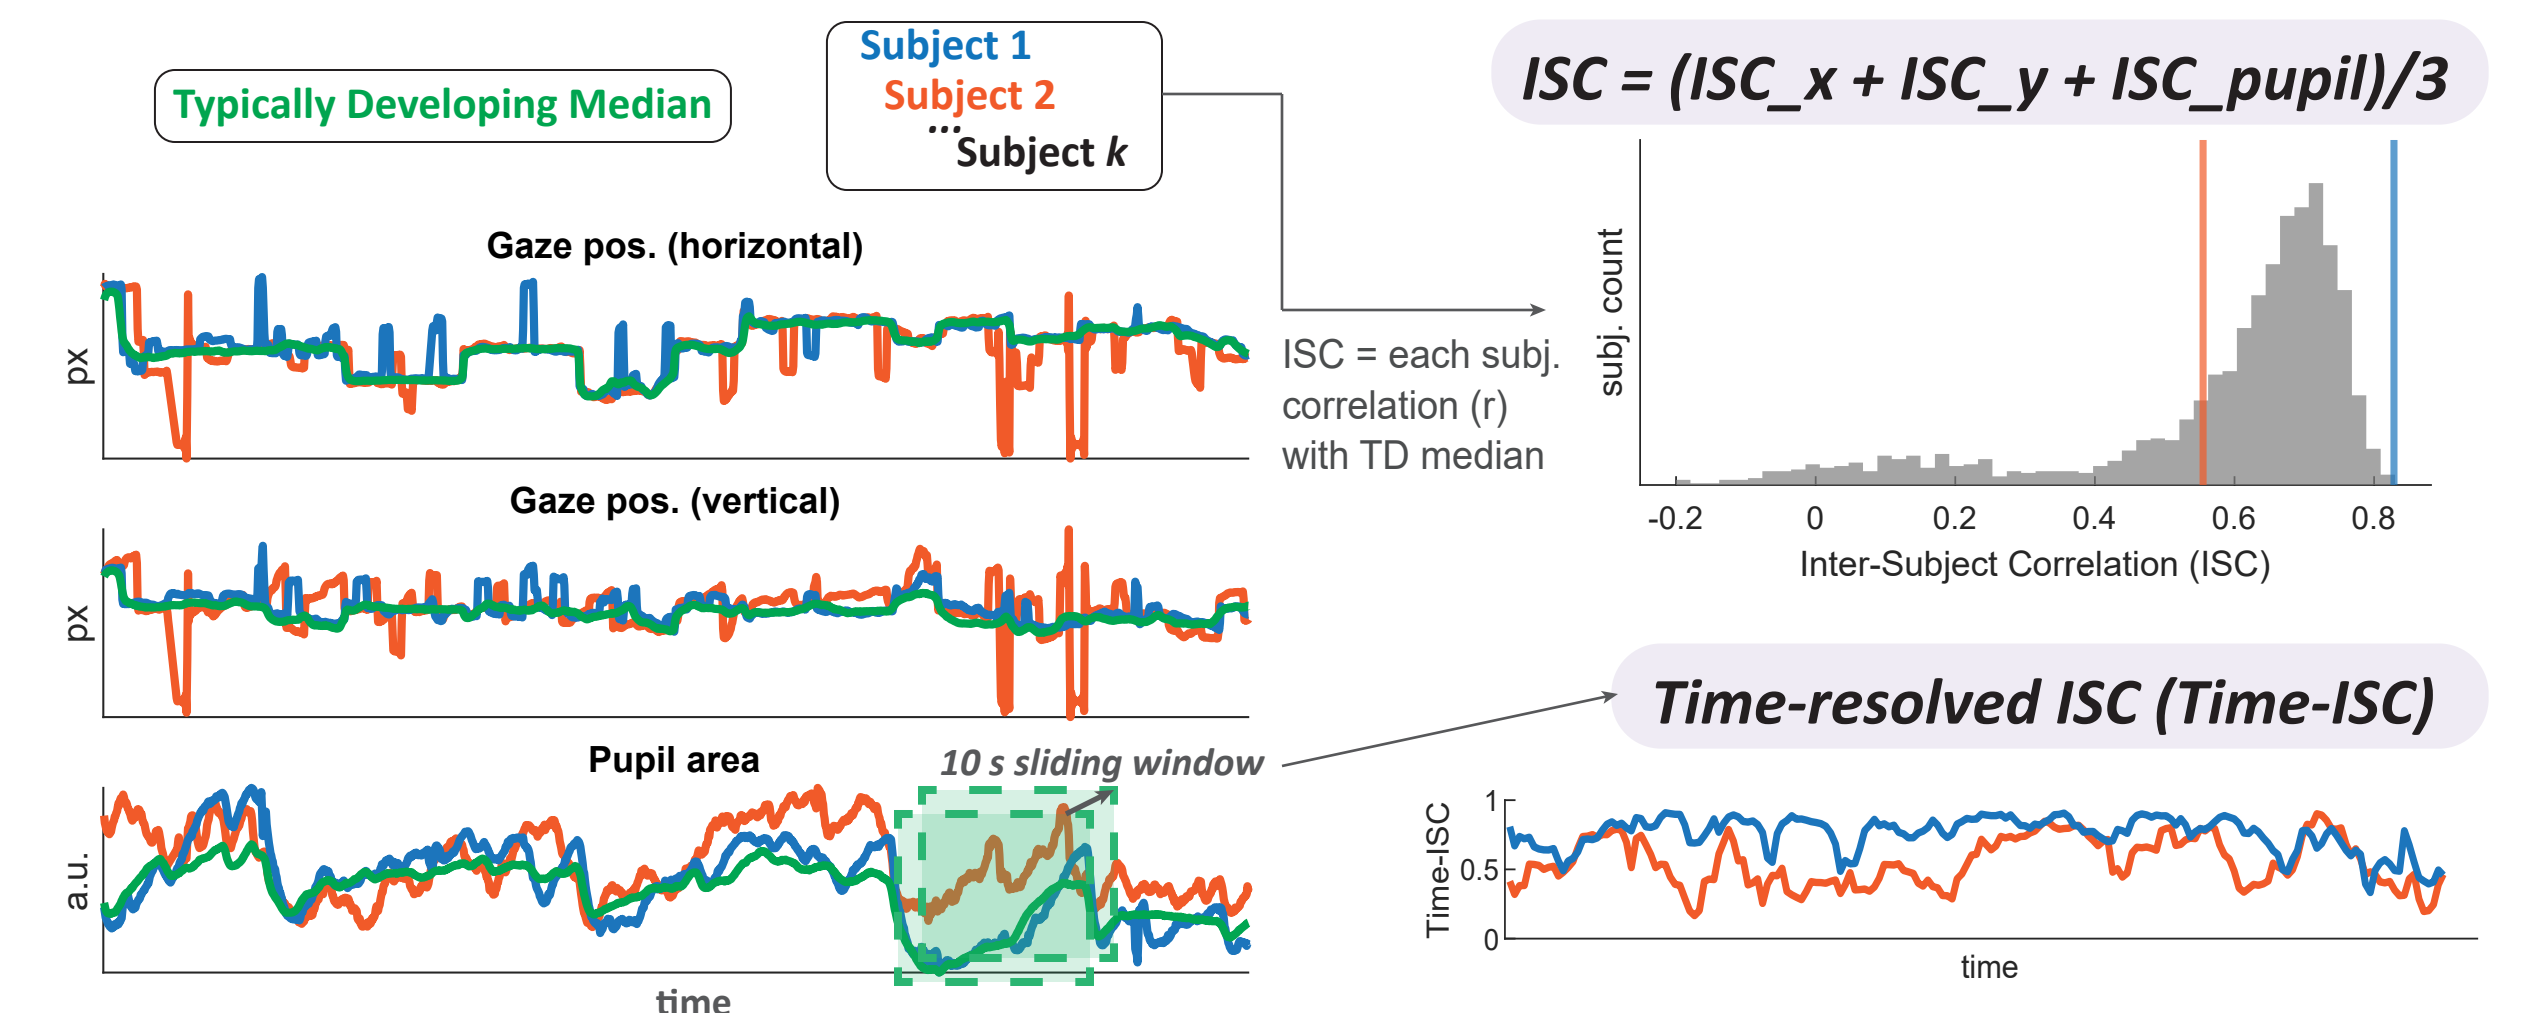 Typically Developing Median
Subject 1
Subject 2
...
Subject k
ISC = (ISC_x + ISC_y + ISC_pupil)/3
Gaze pos. (horizontal)
px
ISC = each subj.
correlation (r)
with TD median
subj. count
-0.2 0 0.2 0.4 0.6 0.8
Inter-Subject Correlation (ISC)
Gaze pos. (vertical)
px
Time-resolved ISC (Time-ISC)
Pupil area
10 s sliding window
a.u.
time
Time-ISC
1
0.5
0
time